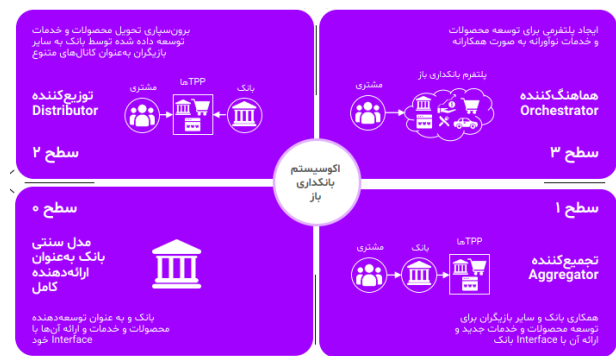 ایجاد پلتفرمی برای توسعه محصولات
و خدمات نوآورانه به صورت همکارانه
پلتفرم بانکداری باز
مشتری
هماهنگ‌کننده
Orchestrator
سطح ۳
برون‌سپاری تحویل محصولات و خدمات
توسعه داده شده توسط بانک به سایر
بازیگران به‌عنوان کانال‌های متنوع
بانک
TPPها
مشتری
توزیع‌کننده
Distributor
سطح ۲
اکوسیستم
بانکداری
باز
سطح ۱
TPPها
بانک
مشتری
تجمیع‌کننده
Aggregator
همکاری بانک و سایر بازیگران برای
توسعه محصولات و خدمات جدید و
ارائه آن با Interface بانک
سطح ۰
مدل سنتی
بانک به‌عنوان
ارائه‌دهنده
کامل
بانک و به عنوان توسعه‌دهنده
محصولات و خدمات و ارائه آن‌ها با
Interface خود